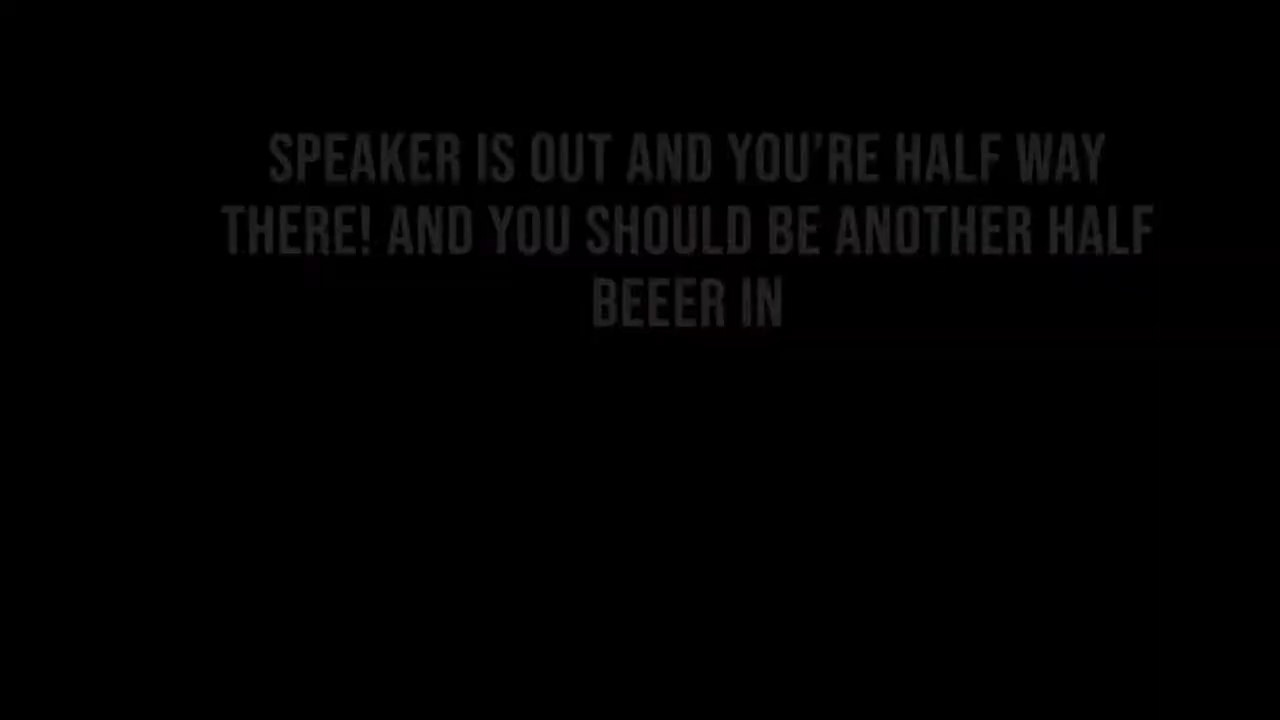 SPEAKER IS OUT AND YOU'RE HALF WAY
THERE! AND YOU SHOULD BE ANOTHER HALF
BEEER IN